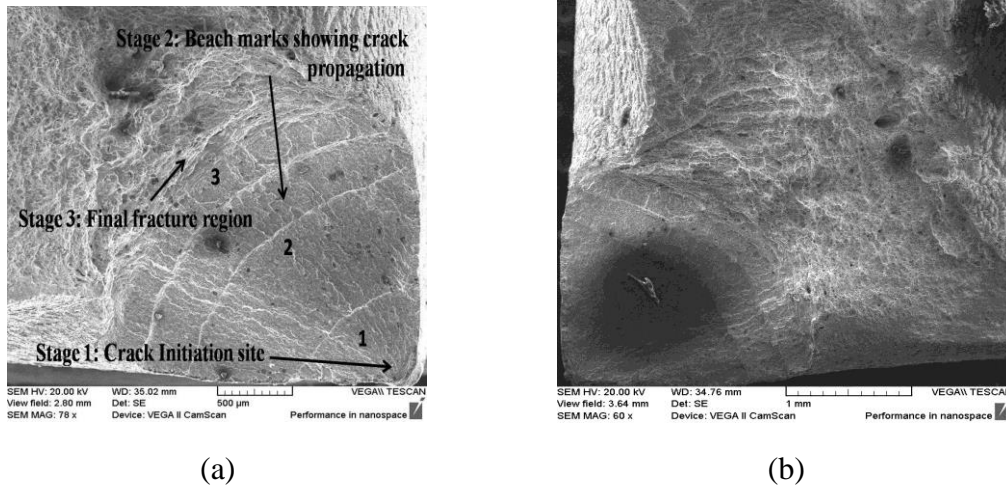 Stage 2: Beach marks showing crack
propagation
3
Stage 3: Final fracture region
2
1
Stage 1: Crack Initiation site
SEM HV: 20.00 kV WD: 35.02 mm VEGA\\ TESCAN
View field: 2.80 mm Det: SE 500 µm
SEM MAG: 78 x Device: VEGA II CamScan Performance in nanospace
(a)
SEM HV: 20.00 kV WD: 34.76 mm VEGA\\ TESCAN
View field: 3.64 mm Det: SE 1 mm
SEM MAG: 60 x Device: VEGA II CamScan Performance in nanospace
(b)